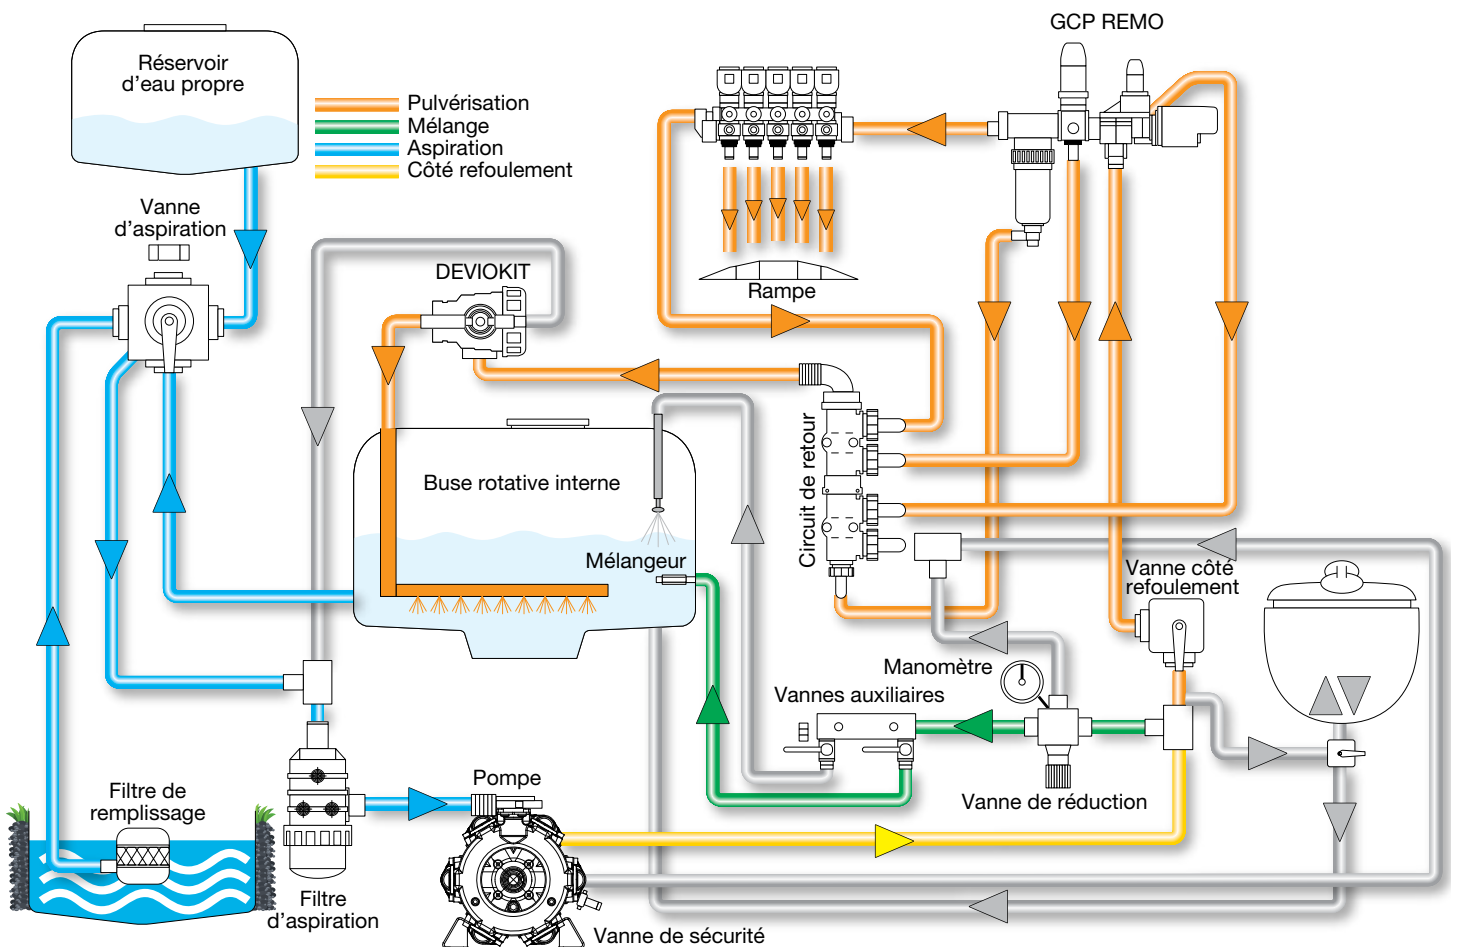 GCP REMO
Réservoir
d'eau propre
Pulvérisation
Mélange
Aspiration
Côté refoulement
Vanne
d'aspiration
DEVIOKIT
Rampe
Circuit de retour
Buse rotative interne
Mélangeur
Vanne côté
refoulement
Manomètre
Vannes auxiliaires
Vanne de réduction
Pompe
Filtre de
remplissage
Filtre
d'aspiration
Vanne de sécurité